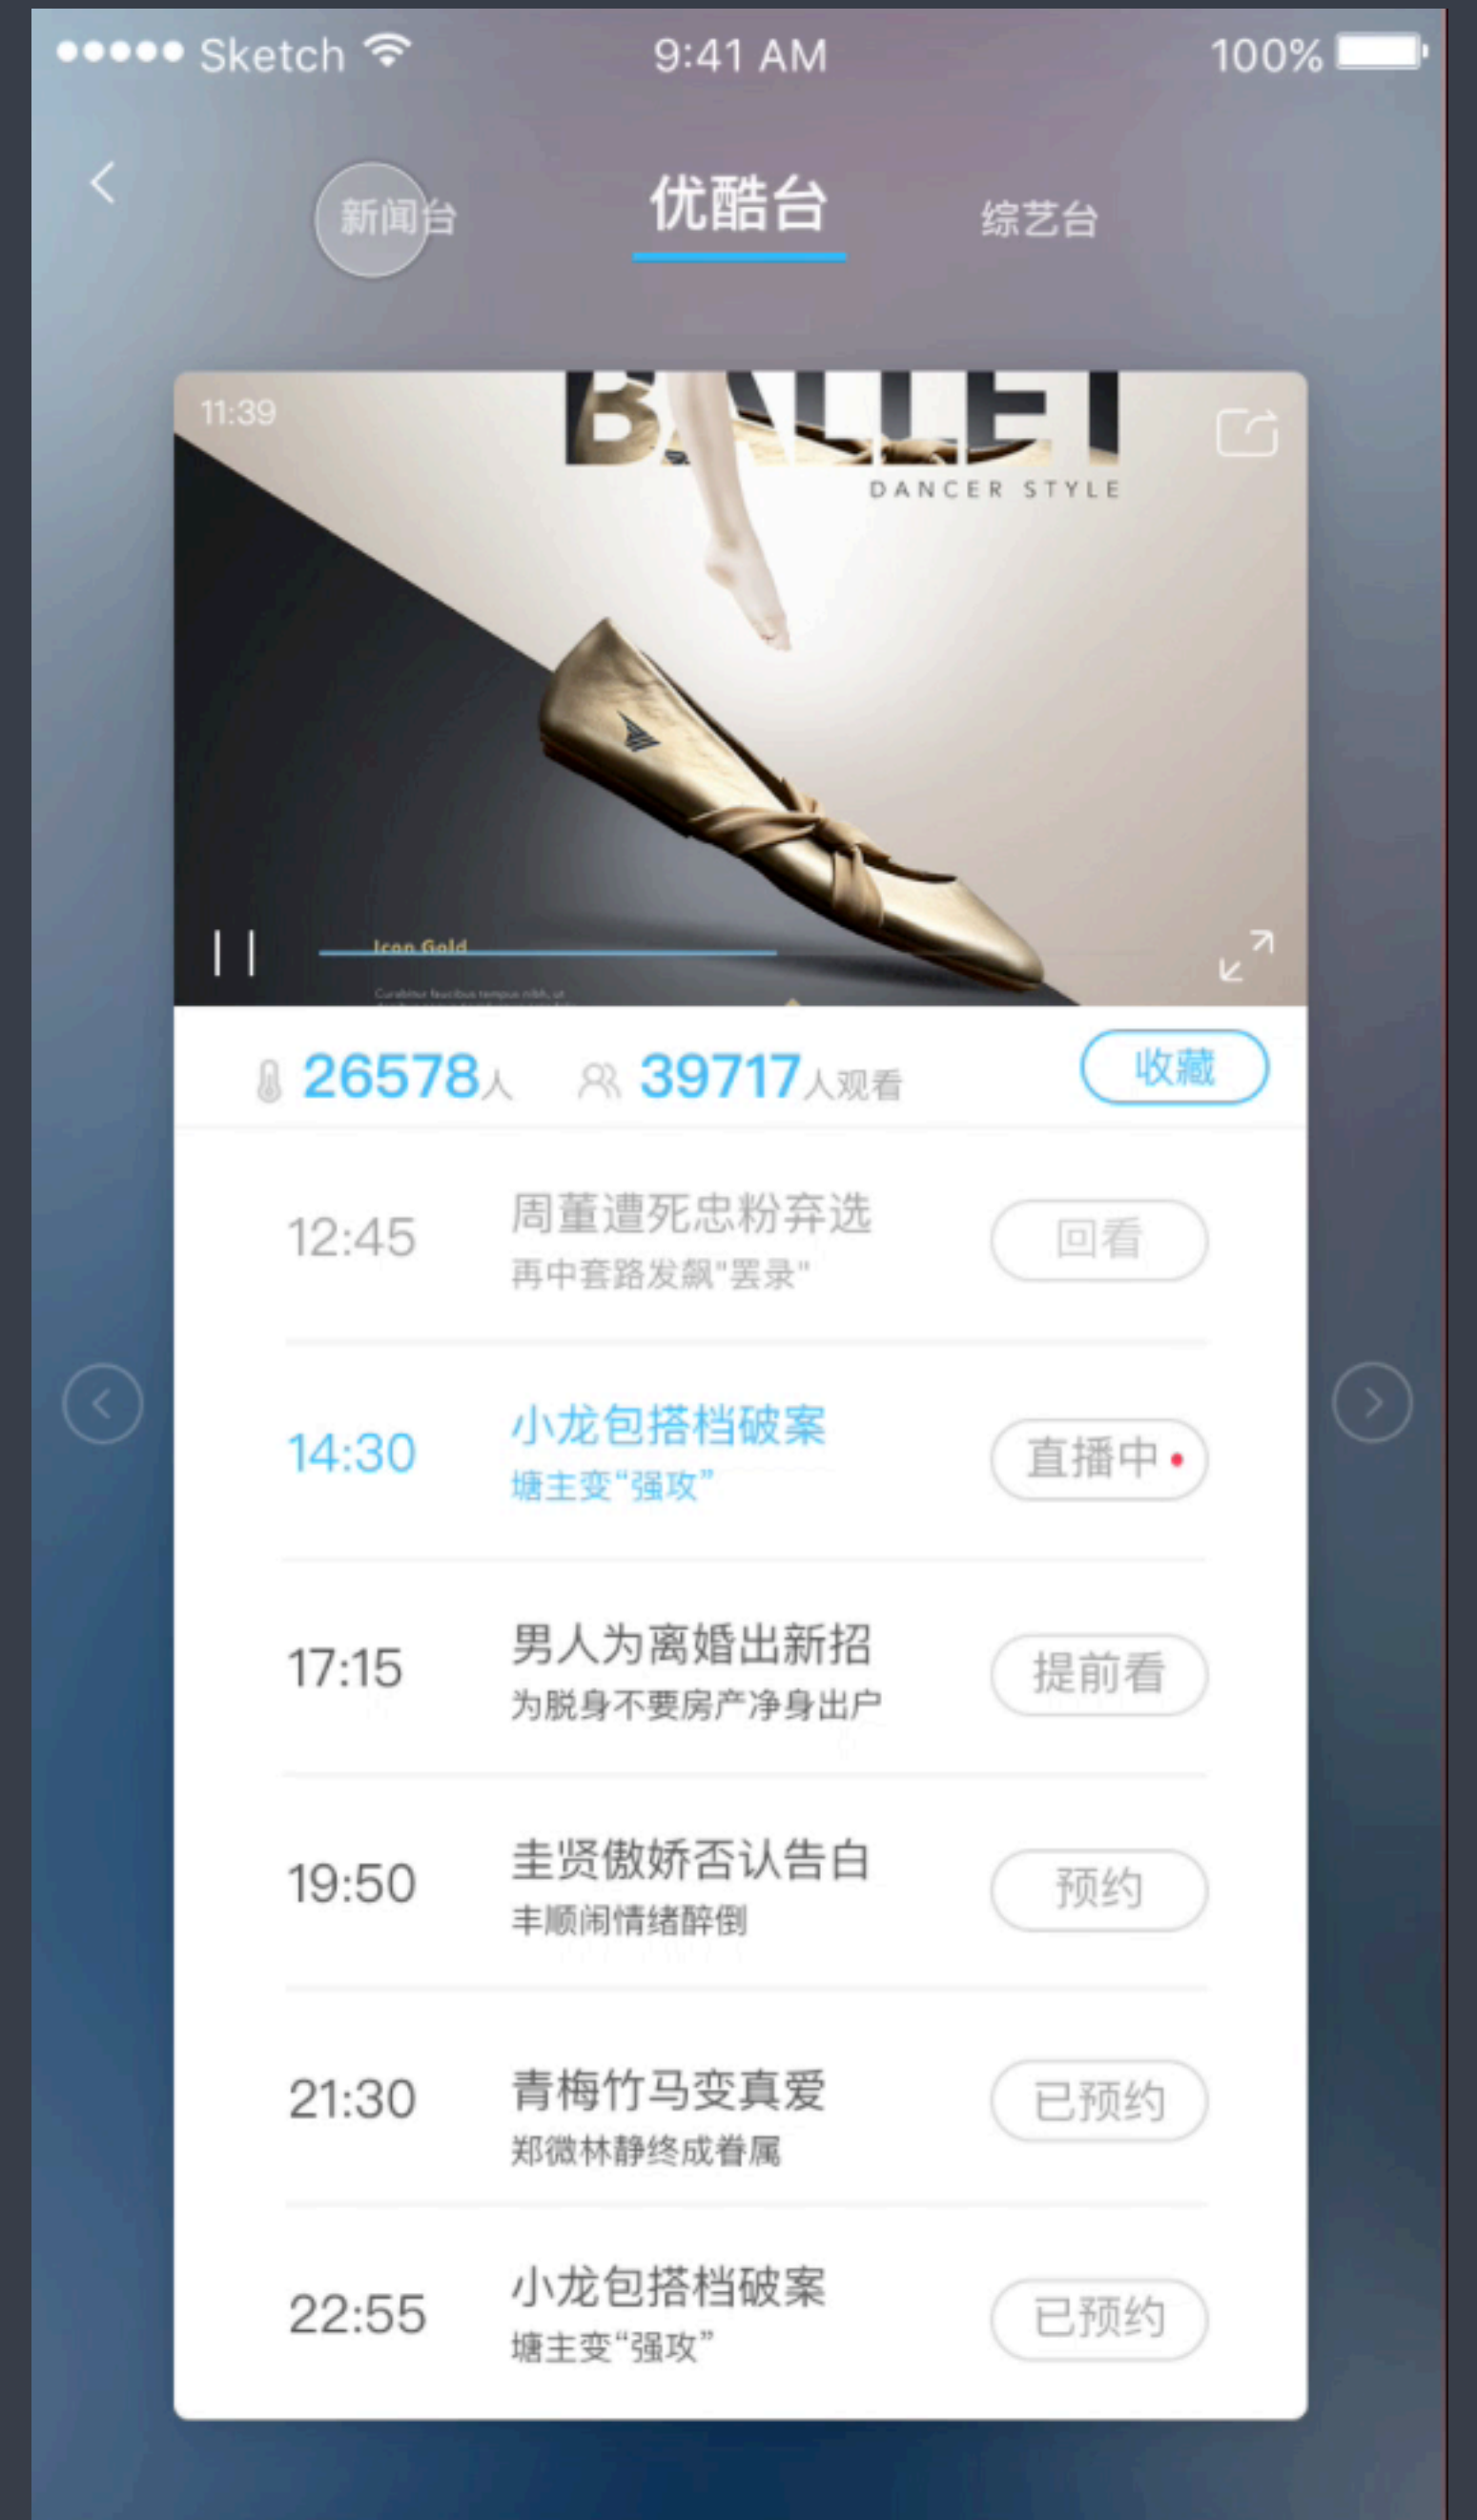 Sketch 9:41 AM 100%
新闻台 优酷台 综艺台
11:39
BALLET
DANCER STYLE
Icon Gold
Curabitur faucibus tempus nibh, ut
26578人 39717人观看 收藏
12:45 周董遭死忠粉弃选 回看
再中套路发飙"罢录"
14:30 小龙包搭档破案 直播中
塘主变“强攻”
17:15 男人为离婚出新招 提前看
为脱身不要房产净身出户
19:50 圭贤傲娇否认告白 预约
丰顺闹情绪醉倒
21:30 青梅竹马变真爱 已预约
郑微林静终成眷属
22:55 小龙包搭档破案 已预约
塘主变“强攻”